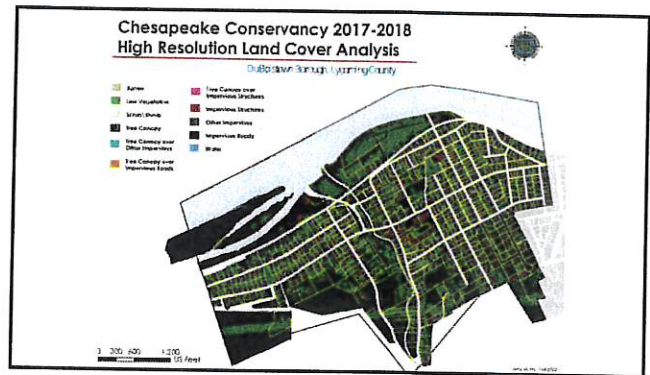 Chesapeake Conservancy 2017-2018
High Resolution Land Cover Analysis
DuBoistown Borough, Lycoming County
Barren
Low Vegetation
Scrub\Shrub
Tree Canopy
Tree Canopy over
Other Impervious
Tree Canopy over
Impervious Roads
Tree Canopy over
Impervious Structures
Impervious Structures
Other Impervious
Impervious Roads
Water
300 600
US Feet